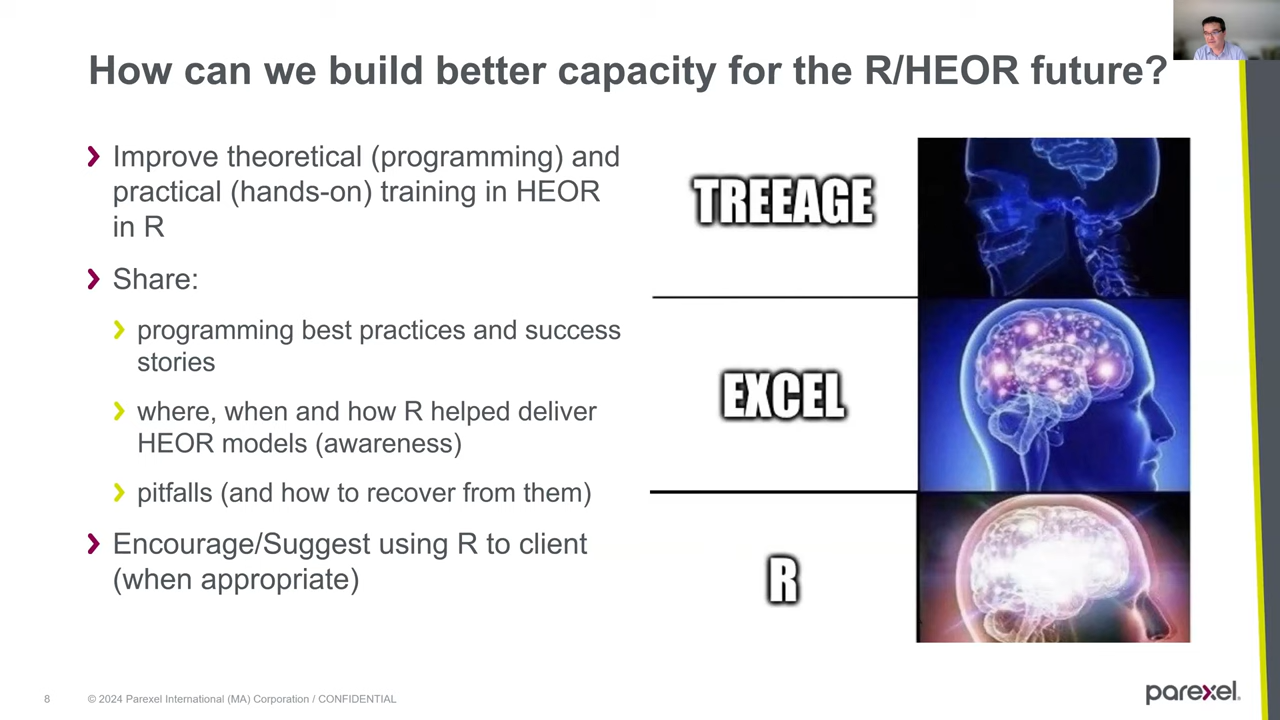 How can we build better capacity for the R/HEOR future?
Improve theoretical (programming) and
practical (hands-on) training in HEOR
in R
Share:
programming best practices and success
stories
where, when and how R helped deliver
HEOR models (awareness)
pitfalls (and how to recover from them)
Encourage/Suggest using R to client
(when appropriate)
TREEAGE
EXCEL
R
8
© 2024 Parexel International (MA) Corporation / CONFIDENTIAL
parexel.